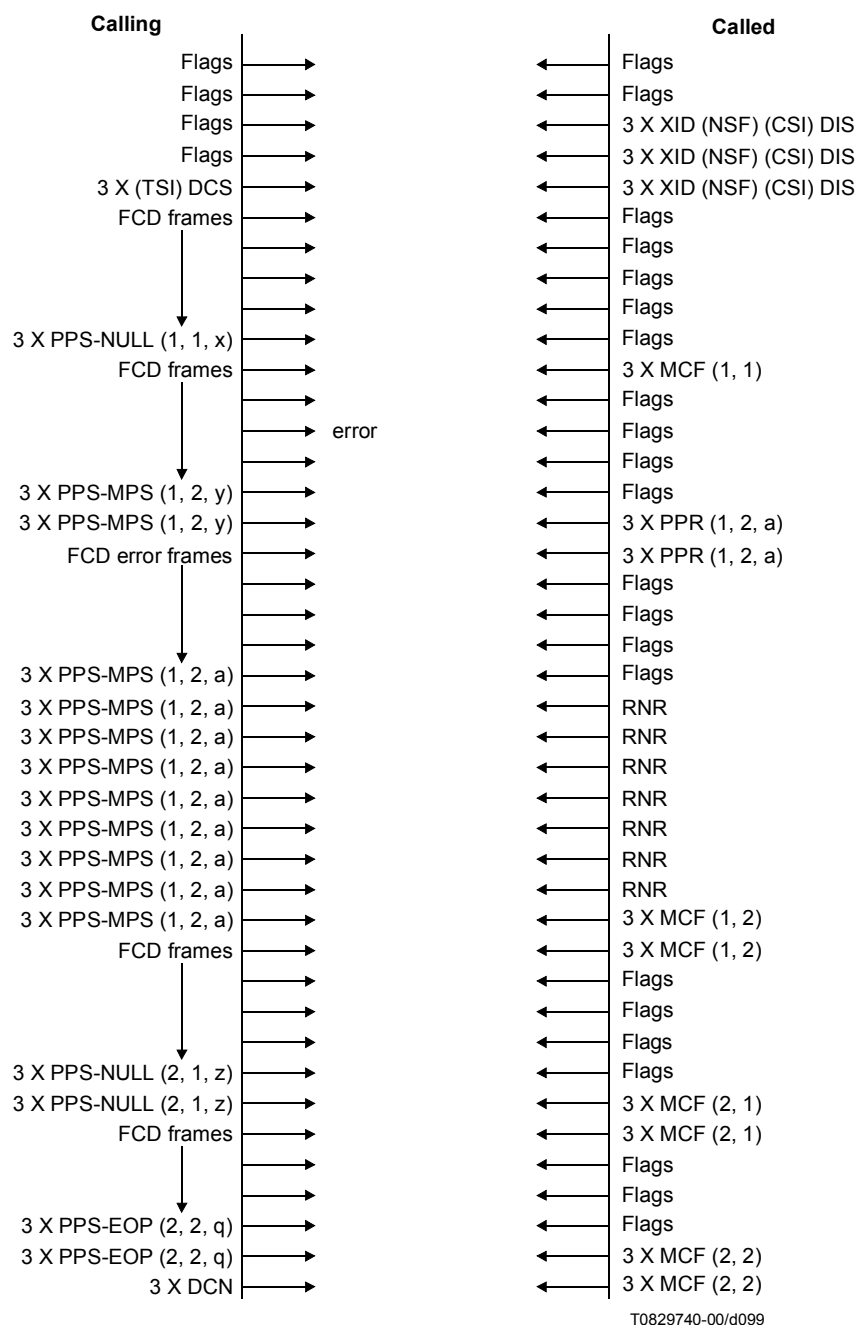 Calling Called
Flags Flags
Flags Flags
Flags 3 X XID (NSF) (CSI) DIS
Flags 3 X XID (NSF) (CSI) DIS
3 X (TSI) DCS 3 X XID (NSF) (CSI) DIS
FCD frames Flags
Flags
Flags
Flags
3 X PPS-NULL (1, 1, x) Flags
FCD frames 3 X MCF (1, 1)
Flags
error Flags
Flags
3 X PPS-MPS (1, 2, y) Flags
3 X PPS-MPS (1, 2, y) 3 X PPR (1, 2, a)
FCD error frames 3 X PPR (1, 2, a)
Flags
Flags
Flags
3 X PPS-MPS (1, 2, a) Flags
3 X PPS-MPS (1, 2, a) RNR
3 X PPS-MPS (1, 2, a) RNR
3 X PPS-MPS (1, 2, a) RNR
3 X PPS-MPS (1, 2, a) RNR
3 X PPS-MPS (1, 2, a) RNR
3 X PPS-MPS (1, 2, a) RNR
3 X PPS-MPS (1, 2, a) RNR
3 X PPS-MPS (1, 2, a) 3 X MCF (1, 2)
FCD frames 3 X MCF (1, 2)
Flags
Flags
Flags
3 X PPS-NULL (2, 1, z) Flags
3 X PPS-NULL (2, 1, z) 3 X MCF (2, 1)
FCD frames 3 X MCF (2, 1)
Flags
Flags
3 X PPS-EOP (2, 2, q) Flags
3 X PPS-EOP (2, 2, q) 3 X MCF (2, 2)
3 X DCN 3 X MCF (2, 2)
T0829740-00/d099